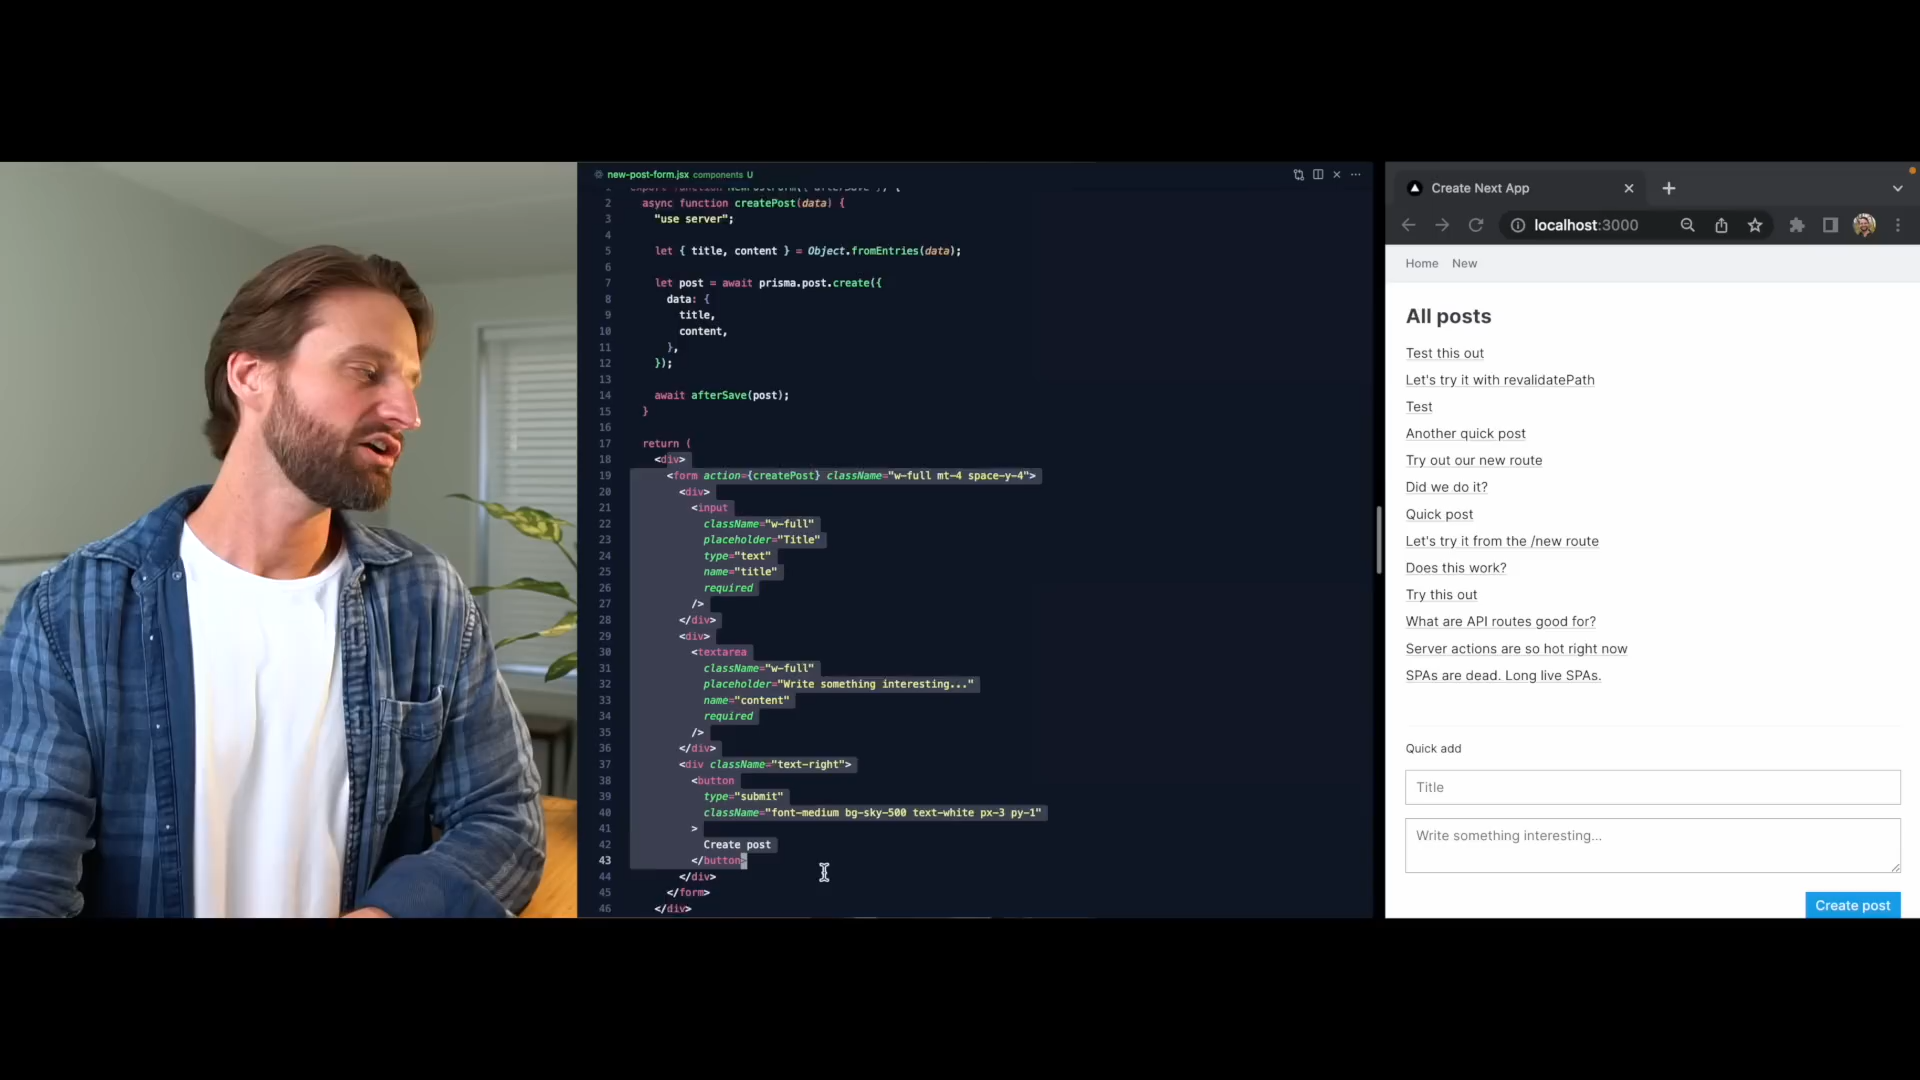 new-post-form.jsx components U
1 export function NewPostForm({ afterSave }) {
2 async function createPost(data) {
3 "use server";
4
5 let { title, content } = Object.fromEntries(data);
6
7 let post = await prisma.post.create({
8 data: {
9 title,
10 content,
11 },
12 });
13
14 await afterSave(post);
15 }
16
17 return (
18 <div>
19 <form action={createPost} className="w-full mt-4 space-y-4">
20 <div>
21 <input
22 className="w-full"
23 placeholder="Title"
24 type="text"
25 name="title"
26 required
27 />
28 </div>
29 <div>
30 <textarea
31 className="w-full"
32 placeholder="Write something interesting..."
33 name="content"
34 required
35 />
36 </div>
37 <div className="text-right">
38 <button
39 type="submit"
40 className="font-medium bg-sky-500 text-white px-3 py-1"
41 >
42 Create post
43 </button>
44 </div>
45 </form>
46 </div>
Create Next App
localhost:3000
Home New
All posts
Test this out
Let's try it with revalidatePath
Test
Another quick post
Try out our new route
Did we do it?
Quick post
Let's try it from the /new route
Does this work?
Try this out
What are API routes good for?
Server actions are so hot right now
SPAs are dead. Long live SPAs.
Quick add
Title
Write something interesting...
Create post